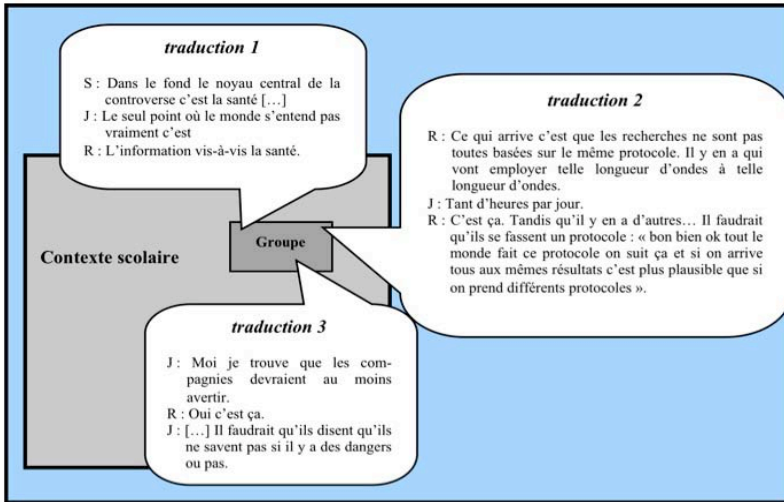 traduction 1
S : Dans le fond le noyau central de la
controverse c’est la santé […]
J : Le seul point où le monde s’entend pas
vraiment c’est
R : L’information vis-à-vis la santé.
traduction 2
R : Ce qui arrive c’est que les recherches ne sont pas
toutes basées sur le même protocole. Il y en a qui
vont employer telle longueur d’ondes à telle
longueur d’ondes.
J : Tant d’heures par jour.
R : C’est ça. Tandis qu’il y en a d’autres… Il faudrait
qu’ils se fassent un protocole : « bon bien ok tout le
monde fait ce protocole on suit ça et si on arrive
tous aux mêmes résultats c’est plus plausible que si
on prend différents protocoles ».
Contexte scolaire
Groupe
traduction 3
J : Moi je trouve que les com-
pagnies devraient au moins
avertir.
R : Oui c’est ça.
J : […] Il faudrait qu’ils disent qu’ils
ne savent pas si il y a des dangers
ou pas.